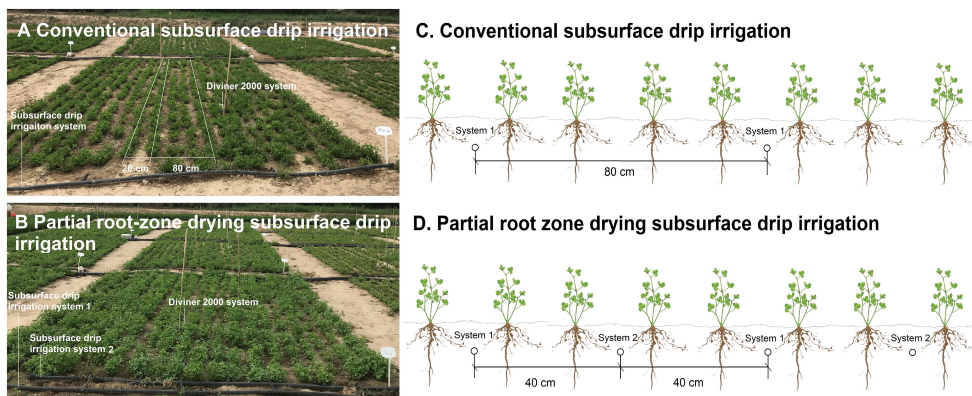 A Conventional subsurface drip irrigation
Diviner 2000 system
Subsurface drip
irrigaiton system
20 cm
80 cm
B Partial root-zone drying subsurface drip
irrigation
Subsurface drip
irrigation system 1
Diviner 2000 system
Subsurface drip
irrigation system 2
C. Conventional subsurface drip irrigation
System 1
System 1
80 cm
D. Partial root zone drying subsurface drip irrigation
System 1
System 2
System 1
System 2
40 cm
40 cm